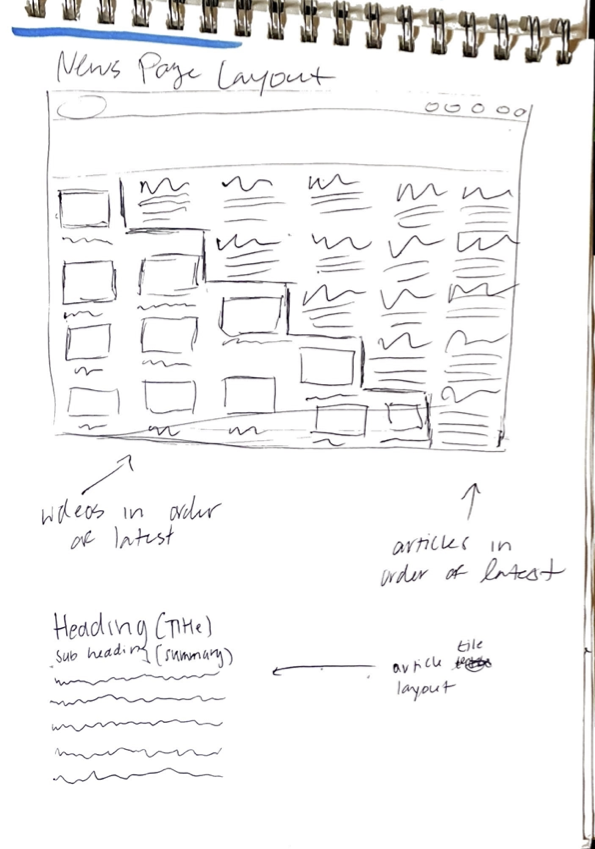 News Page Layout
videos in order
of latest
articles in
order of latest
Heading (Title)
sub heading (summary)
article tile
layout